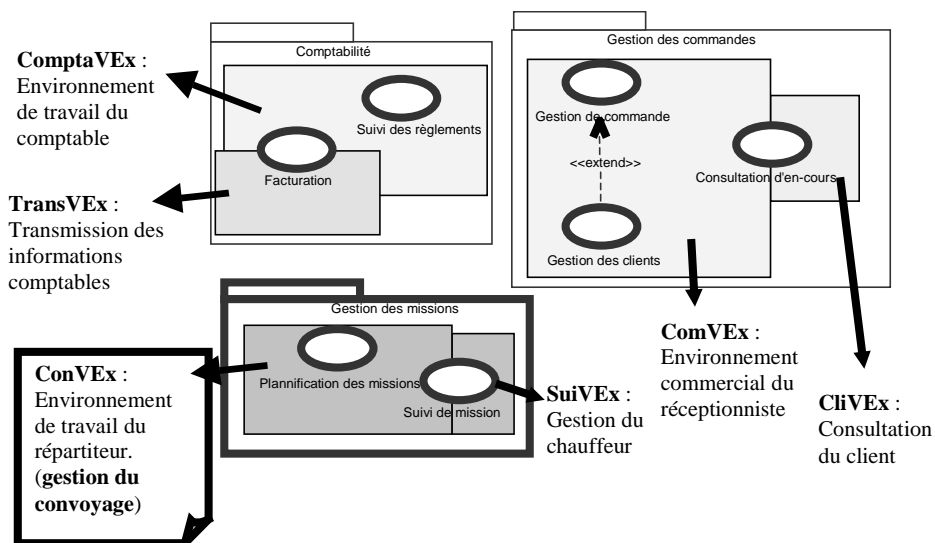 ComptaVEx :
Environnement
de travail du
comptable
TransVEx :
Transmission des
informations
comptables
Comptabilité
Suivi des règlements
Facturation
Gestion des commandes
Gestion de commande
<<extend>>
Consultation d'en-cours
Gestion des clients
Gestion des missions
Plannification des missions
Suivi de mission
ConVEx :
Environnement
de travail du
répartiteur.
(gestion du
convoyage)
SuiVEx :
Gestion du
chauffeur
ComVEx :
Environnement
commercial du
réceptionniste
CliVEx :
Consultation
du client